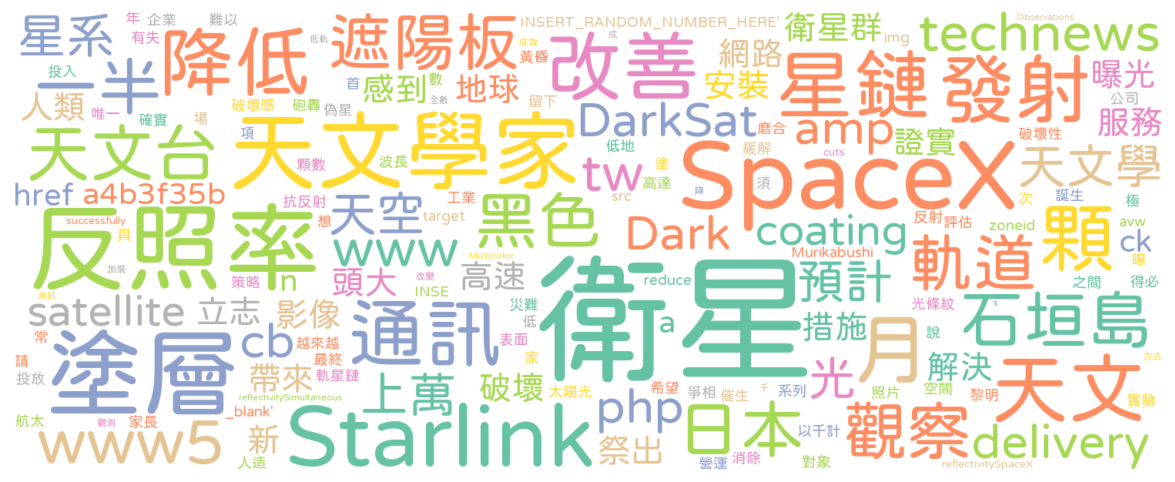 Observations
年 企業 難以
INSERT_RANDOM_NUMBER_HERE'
衛星群 img technews
星系 有失 降低 低軌 遮陽板 成效 黃昏 成 改善 網路
一半 投入 首 感到 數 地球 安裝 星鏈 發射 曝光
人類 唯一 破壞感 砲轟 偽星 全數 留下 公司
確實 場 DarkSat 磨合 amp 證實 破壞性 服務
天文台 項 天文學家 低地 緩解 cuts 天文學
顆數 波長 高達 塗 tw SpaceX
href a4b3f35b 抗反射 工業 src 降 須 次 誕生 極
successfully 想 天空 target 黑色 Dark coating 反射 評估 顆 zoneid avw
反照率 具 www Multicolor Murikabushi 軌道 ck 曝
加裝 n 策略 頭大 改變 高速 reduce 預計 之間 得必
測試 satellite 立志 影像 INSE 衛星 災難 a 光條紋 s 石垣島
常 塗層 cb 越來越 通訊 低 表面 措施 月 說
請 最終 帶來 軌星鏈 家 光 解決 天文 方式
投放 reflectivitySimultaneous 上萬 破壞 太陽光 希望 爭相 催生 千 系列 照片 空間 黎明 實驗
航太 觀測 家長 _blank' Starlink php 日本 以千計 觀察 delivery
www5 新 人造 祭出 營運 消除 對象 reflectivitySpaceX